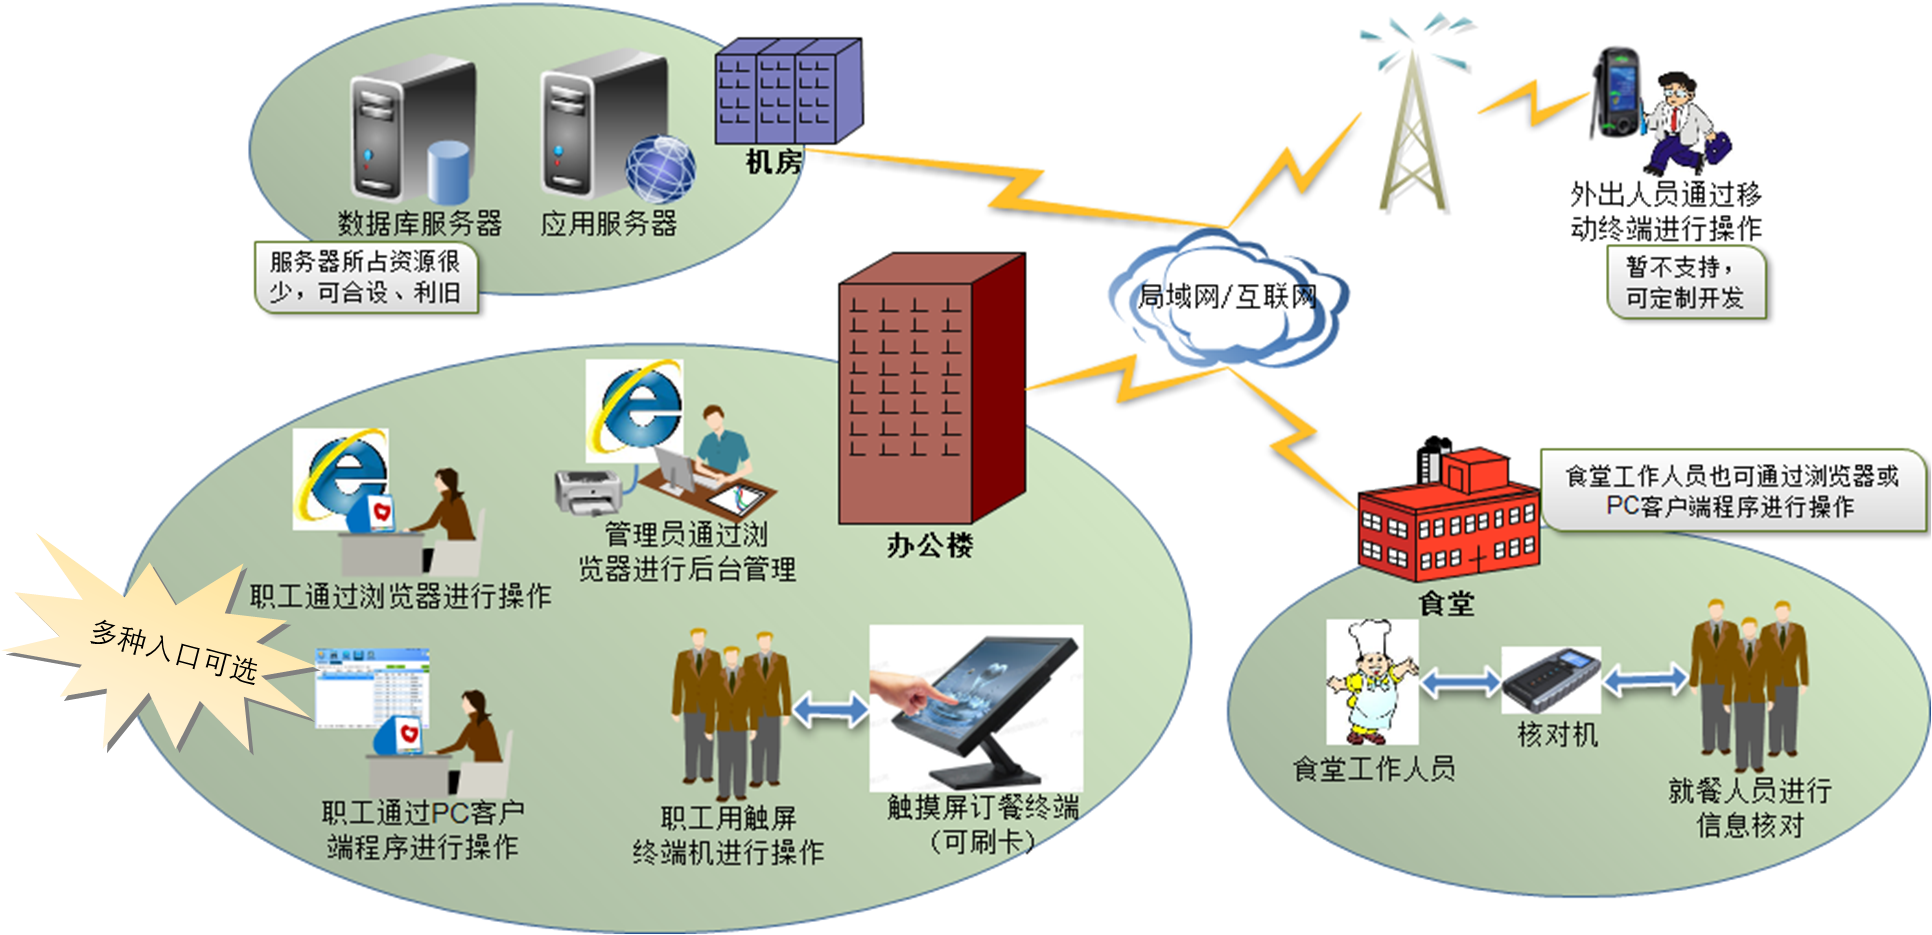 机房
数据库服务器
应用服务器
服务器所占资源很
少，可合设、利旧
外出人员通过移
动终端进行操作
暂不支持，
可定制开发
局域网/互联网
办公楼
管理员通过浏
览器进行后台管理
职工通过浏览器进行操作
多种入口可选
职工通过PC客户
端程序进行操作
职工用触屏
终端机进行操作
触摸屏订餐终端
（可刷卡）
食堂工作人员也可通过浏览器或
PC客户端程序进行操作
食堂
食堂工作人员
核对机
就餐人员进行
信息核对